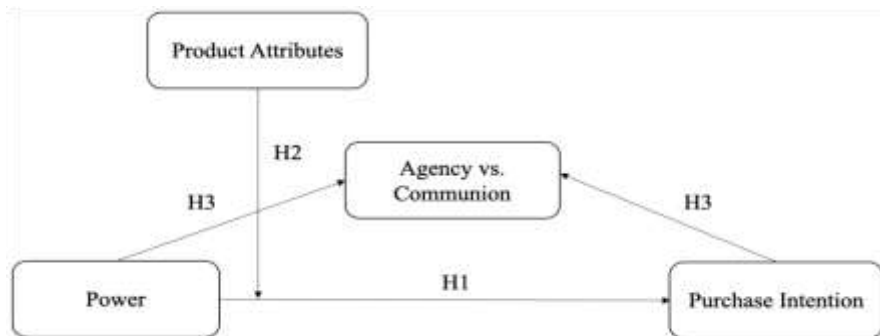 Product Attributes
H2
Agency vs.
Communion
H3
H3
Power
H1
Purchase Intention